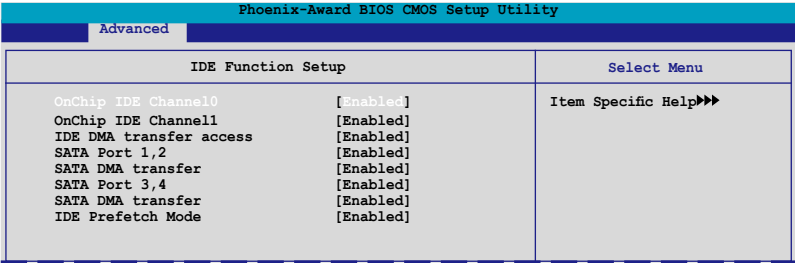 Phoenix-Award BIOS CMOS Setup Utility
Advanced
IDE Function Setup
Select Menu
OnChip IDE Channel0 [Enabled]
Item Specific Help
OnChip IDE Channel1 [Enabled]
IDE DMA transfer access [Enabled]
SATA Port 1,2 [Enabled]
SATA DMA transfer [Enabled]
SATA Port 3,4 [Enabled]
SATA DMA transfer [Enabled]
IDE Prefetch Mode [Enabled]